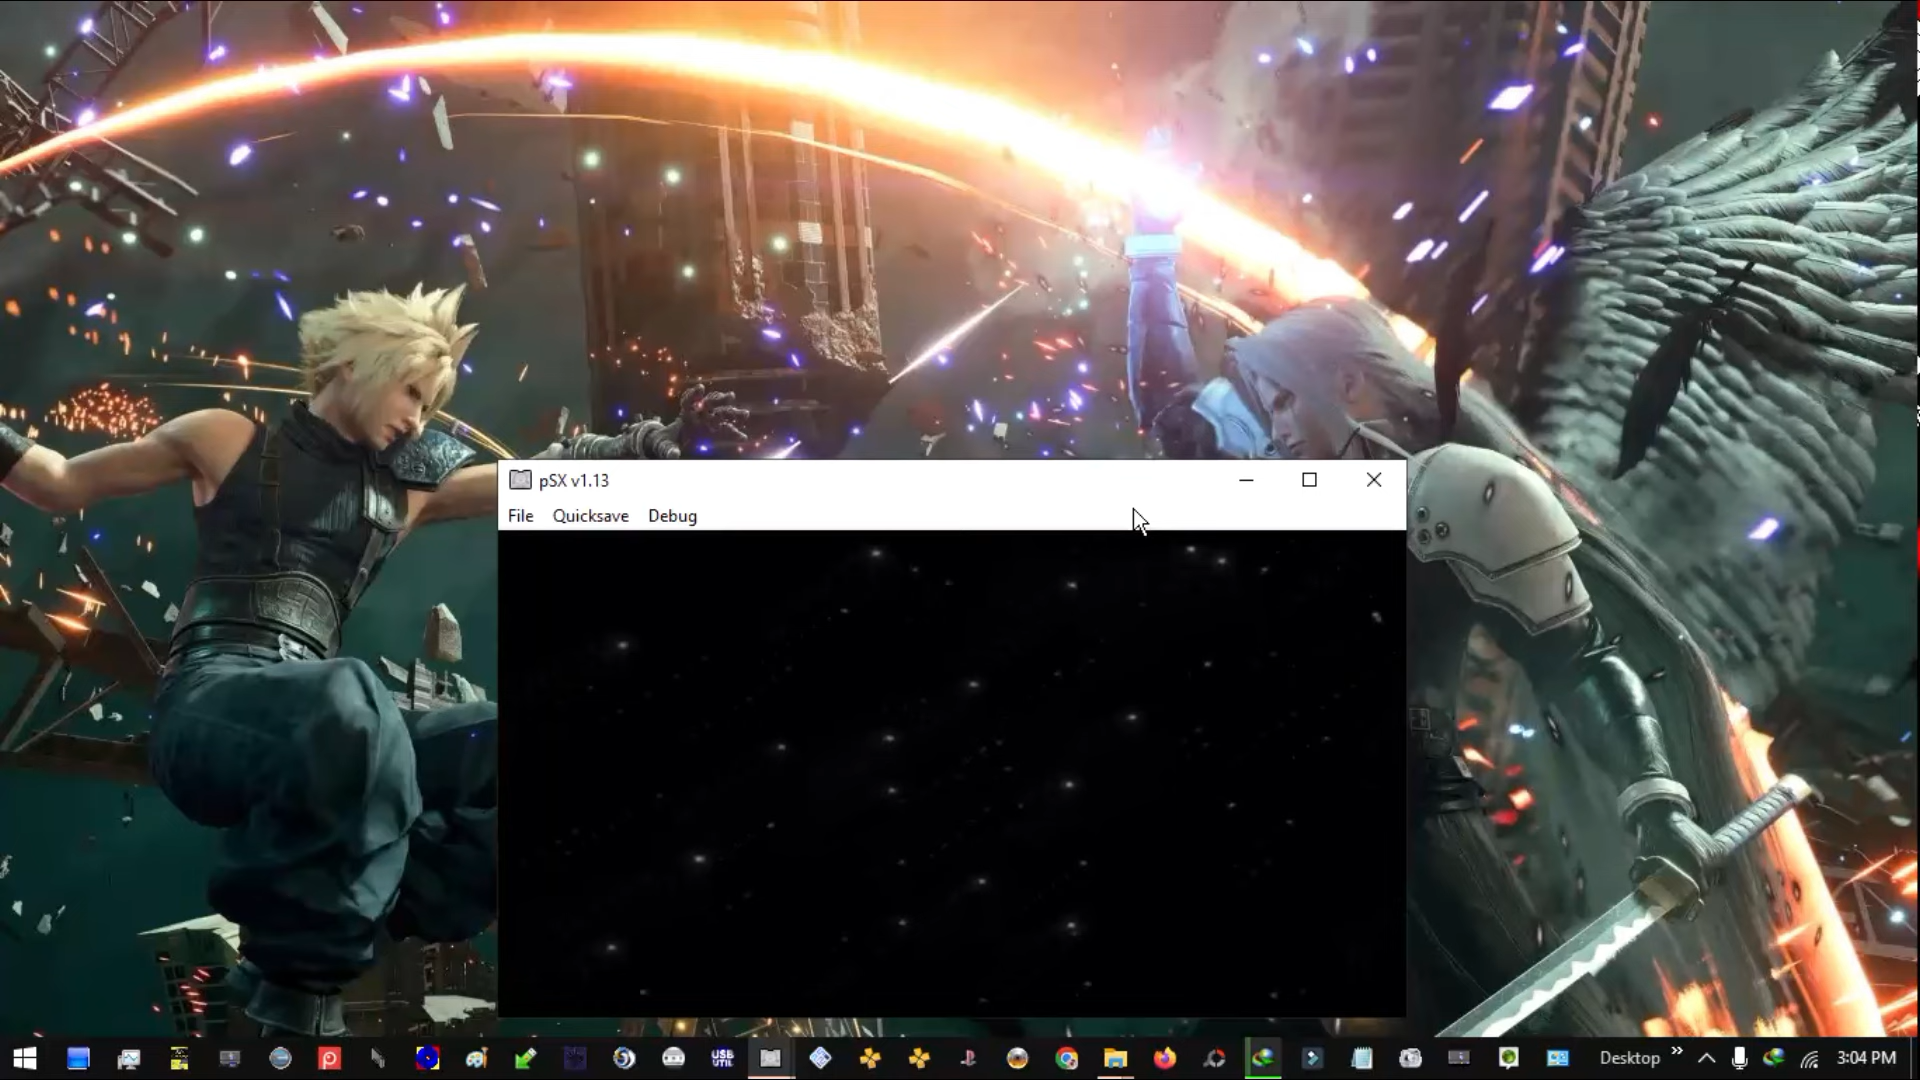 pSX v1.13
File Quicksave Debug
USB
UTIL
Desktop
3:04 PM